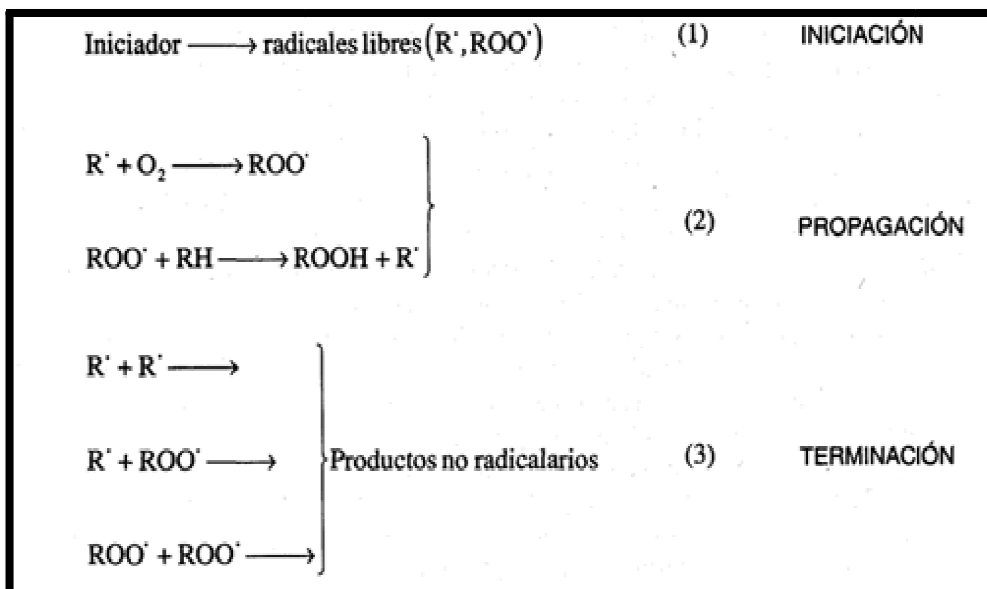 Iniciador ⟶ radicales libres (R˙, ROO˙) (1) INICIACIÓN
R˙ + O₂ ⟶ ROO˙
ROO˙ + RH ⟶ ROOH + R˙
(2) PROPAGACIÓN
R˙ + R˙ ⟶
R˙ + ROO˙ ⟶ Productos no radicalarios (3) TERMINACIÓN
ROO˙ + ROO˙ ⟶